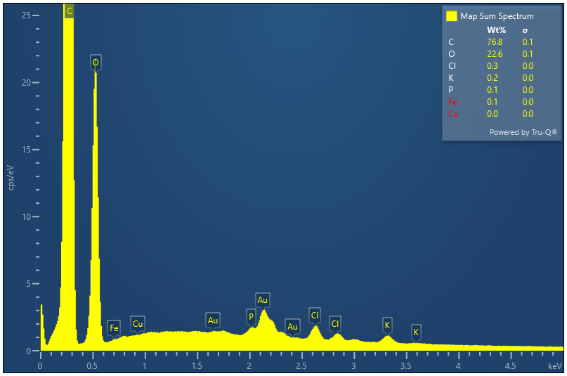 Map Sum Spectrum
Wt% σ
C 76.8 0.1
O 22.6 0.1
Cl 0.3 0.0
K 0.2 0.0
P 0.1 0.0
Fe 0.1 0.0
Cu 0.0 0.0
Powered by Tru-Q®
25
20
15
10
5
0
cps/eV
C
O
Fe
Cu
Au
P
Au
Au
Cl
Cl
K
K
0 0.5 1 1.5 2 2.5 3 3.5 4 4.5 keV